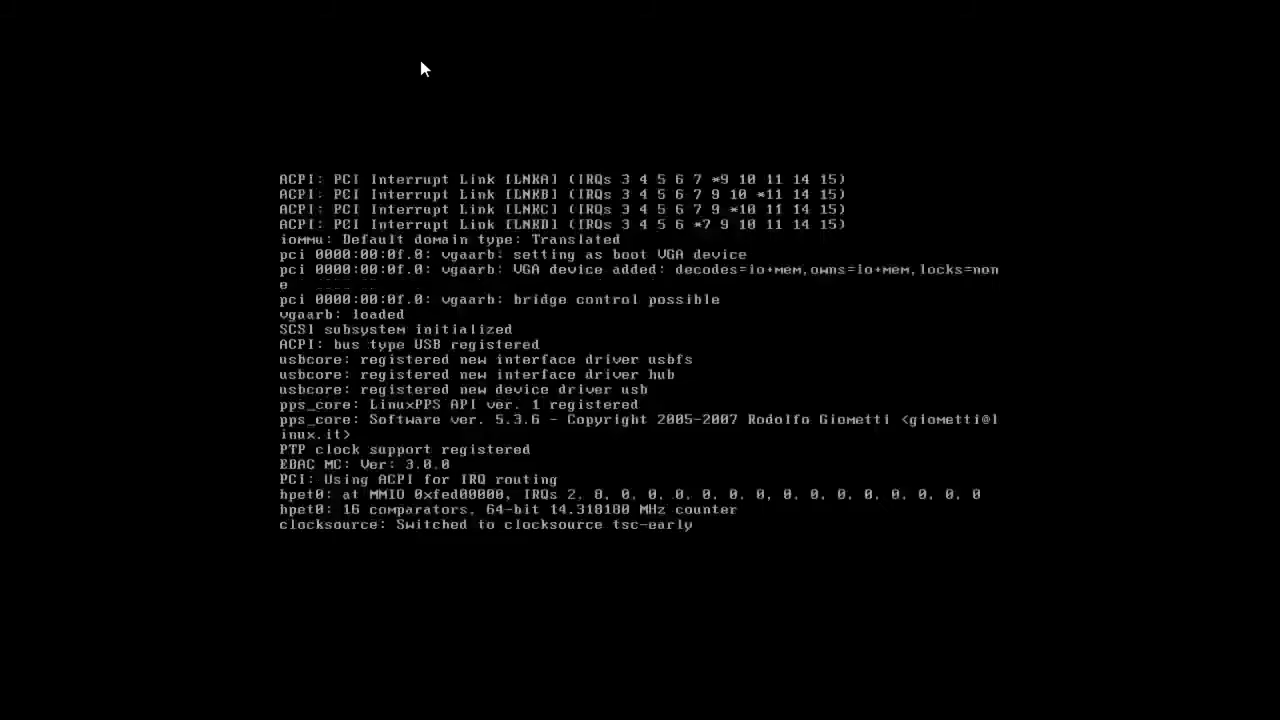 ACPI: PCI Interrupt Link [LNKA] (IRQs 3 4 5 6 7 *9 10 11 14 15)
ACPI: PCI Interrupt Link [LNKB] (IRQs 3 4 5 6 7 9 10 *11 14 15)
ACPI: PCI Interrupt Link [LNKC] (IRQs 3 4 5 6 7 9 *10 11 14 15)
ACPI: PCI Interrupt Link [LNKD] (IRQs 3 4 5 6 *7 9 10 11 14 15)
iommu: Default domain type: Translated
pci 0000:00:0f.0: vgaarb: setting as boot VGA device
pci 0000:00:0f.0: vgaarb: VGA device added: decodes=io+mem,owns=io+mem,locks=non
e
pci 0000:00:0f.0: vgaarb: bridge control possible
vgaarb: loaded
SCSI subsystem initialized
ACPI: bus type USB registered
usbcore: registered new interface driver usbfs
usbcore: registered new interface driver hub
usbcore: registered new device driver usb
pps_core: LinuxPPS API ver. 1 registered
pps_core: Software ver. 5.3.6 - Copyright 2005-2007 Rodolfo Giometti <giometti@l
inux.it>
PTP clock support registered
EDAC MC: Ver: 3.0.0
PCI: Using ACPI for IRQ routing
hpet0: at MMIO 0xfed00000, IRQs 2, 8, 0, 0, 0, 0, 0, 0, 0, 0, 0, 0, 0, 0, 0, 0
hpet0: 16 comparators, 64-bit 14.318180 MHz counter
clocksource: Switched to clocksource tsc-early